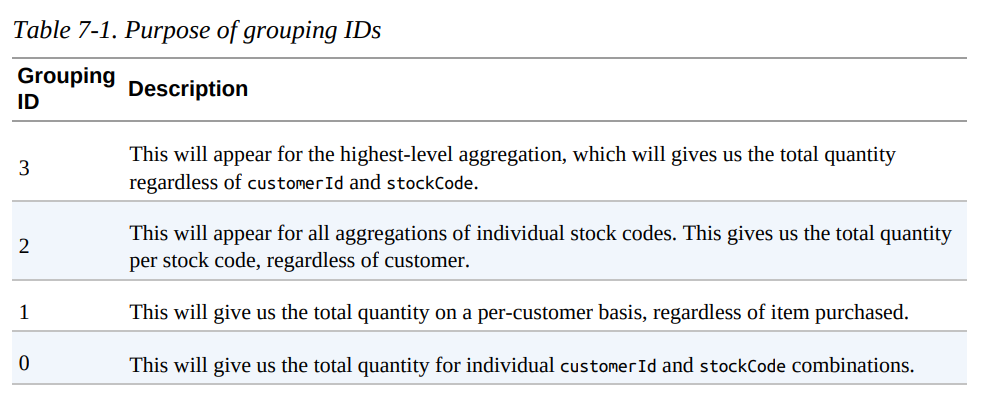 Table 7-1. Purpose of grouping IDs
Grouping
ID
Description
3
This will appear for the highest-level aggregation, which will gives us the total quantity
regardless of customerId and stockCode.
2
This will appear for all aggregations of individual stock codes. This gives us the total quantity
per stock code, regardless of customer.
1
This will give us the total quantity on a per-customer basis, regardless of item purchased.
0
This will give us the total quantity for individual customerId and stockCode combinations.